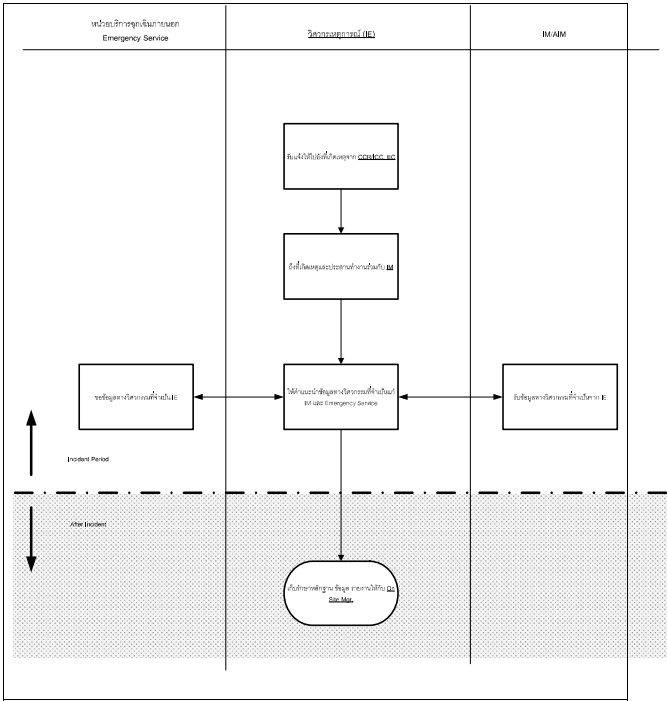 หน่วยบริการฉุกเฉินภายนอก
Emergency Service
วิศวกรเหตุการณ์ (IE)
IM/AIM
รับแจ้งให้ไปยังที่เกิดเหตุจาก CCR/ICC, IEC
ถึงที่เกิดเหตุและประสานทำงานร่วมกับ IM
ขอข้อมูลทางวิศวกรรมที่จำเป็น IE
ให้คำแนะนำข้อมูลทางวิศวกรรมที่จำเป็นแก่
IM และ Emergency Service
รับข้อมูลทางวิศวกรรมที่จำเป็นจาก IE
Incident Period
After Incident
เก็บรักษาหลักฐาน ข้อมูล รายงานให้กับ On
Site Mgr.